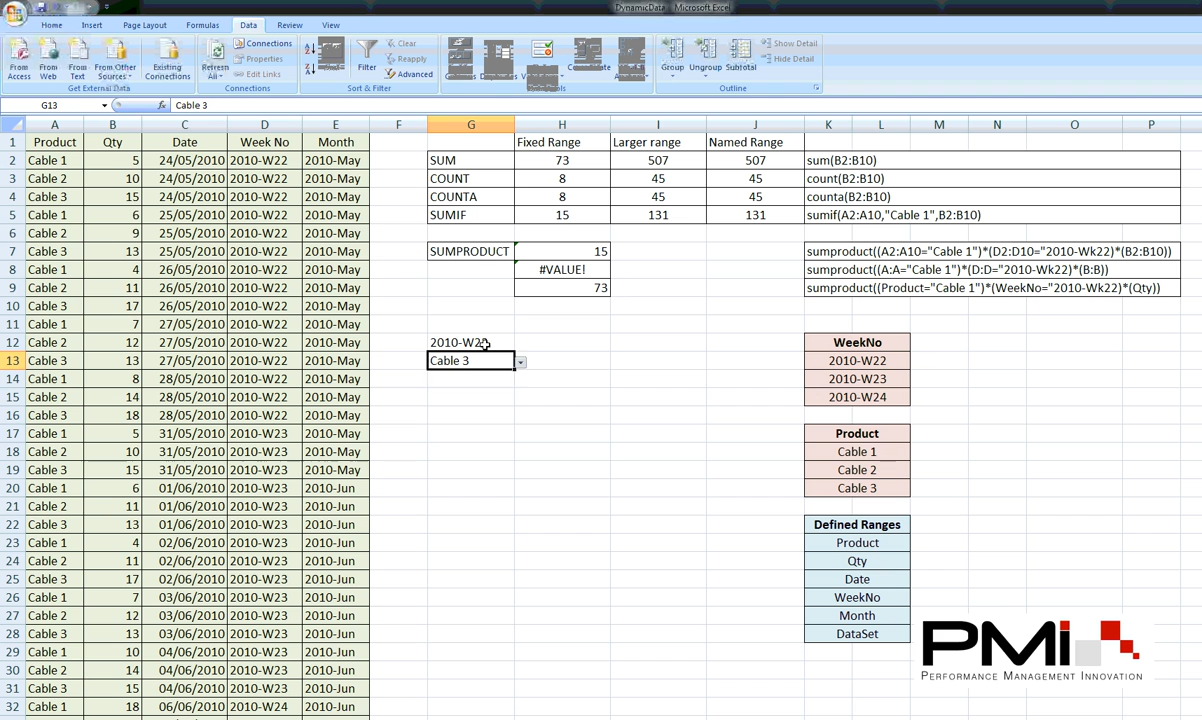 DynamicData - Microsoft Excel
Home Insert Page Layout Formulas Data Review View
From Access From Web From Text From Other Sources Existing Connections Refresh All Connections Properties Edit Links Filter Clear Reapply Advanced Group Ungroup Subtotal Show Detail Hide Detail
Get External Data Connections Sort & Filter Outline
G13 fx Cable 3
A B C D E F G H I J K L M N O P
1 Product Qty Date Week No Month Fixed Range Larger range Named Range
2 Cable 1 5 24/05/2010 2010-W22 2010-May SUM 73 507 507 sum(B2:B10)
3 Cable 2 10 24/05/2010 2010-W22 2010-May COUNT 8 45 45 count(B2:B10)
4 Cable 3 15 24/05/2010 2010-W22 2010-May COUNTA 8 45 45 counta(B2:B10)
5 Cable 1 6 25/05/2010 2010-W22 2010-May SUMIF 15 131 131 sumif(A2:A10,"Cable 1",B2:B10)
6 Cable 2 9 25/05/2010 2010-W22 2010-May
7 Cable 3 13 25/05/2010 2010-W22 2010-May SUMPRODUCT 15 sumproduct((A2:A10="Cable 1")*(D2:D10="2010-Wk22)*(B2:B10))
8 Cable 1 4 26/05/2010 2010-W22 2010-May #VALUE! sumproduct((A:A="Cable 1")*(D:D="2010-Wk22)*(B:B))
9 Cable 2 11 26/05/2010 2010-W22 2010-May 73 sumproduct((Product="Cable 1")*(WeekNo="2010-Wk22)*(Qty))
10 Cable 3 17 26/05/2010 2010-W22 2010-May
11 Cable 1 7 27/05/2010 2010-W22 2010-May
12 Cable 2 12 27/05/2010 2010-W22 2010-May WeekNo
13 Cable 3 13 27/05/2010 2010-W22 2010-May Cable 3 2010-W22
14 Cable 1 8 28/05/2010 2010-W22 2010-May 2010-W23
15 Cable 2 14 28/05/2010 2010-W22 2010-May 2010-W24
16 Cable 3 18 28/05/2010 2010-W22 2010-May
17 Cable 1 5 31/05/2010 2010-W23 2010-May Product
18 Cable 2 10 31/05/2010 2010-W23 2010-May Cable 1
19 Cable 3 15 31/05/2010 2010-W23 2010-May Cable 2
20 Cable 1 6 01/06/2010 2010-W23 2010-Jun Cable 3
21 Cable 2 11 01/06/2010 2010-W23 2010-Jun
22 Cable 3 13 01/06/2010 2010-W23 2010-Jun Defined Ranges
23 Cable 1 4 02/06/2010 2010-W23 2010-Jun Product
24 Cable 2 11 02/06/2010 2010-W23 2010-Jun Qty
25 Cable 3 17 02/06/2010 2010-W23 2010-Jun Date
26 Cable 1 7 03/06/2010 2010-W23 2010-Jun WeekNo
27 Cable 2 12 03/06/2010 2010-W23 2010-Jun Month
28 Cable 3 13 03/06/2010 2010-W23 2010-Jun DataSet
29 Cable 1 10 04/06/2010 2010-W23 2010-Jun
30 Cable 2 14 04/06/2010 2010-W23 2010-Jun
31 Cable 3 15 04/06/2010 2010-W23 2010-Jun
32 Cable 1 18 06/06/2010 2010-W24 2010-Jun
PMI
PERFORMANCE MANAGEMENT INNOVATION